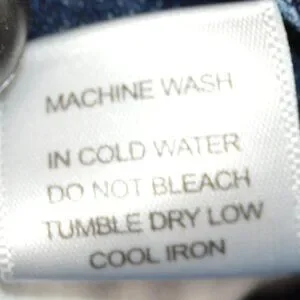 MACHINE WASH
IN COLD WATER
DO NOT BLEACH
TUMBLE DRY LOW
COOL IRON